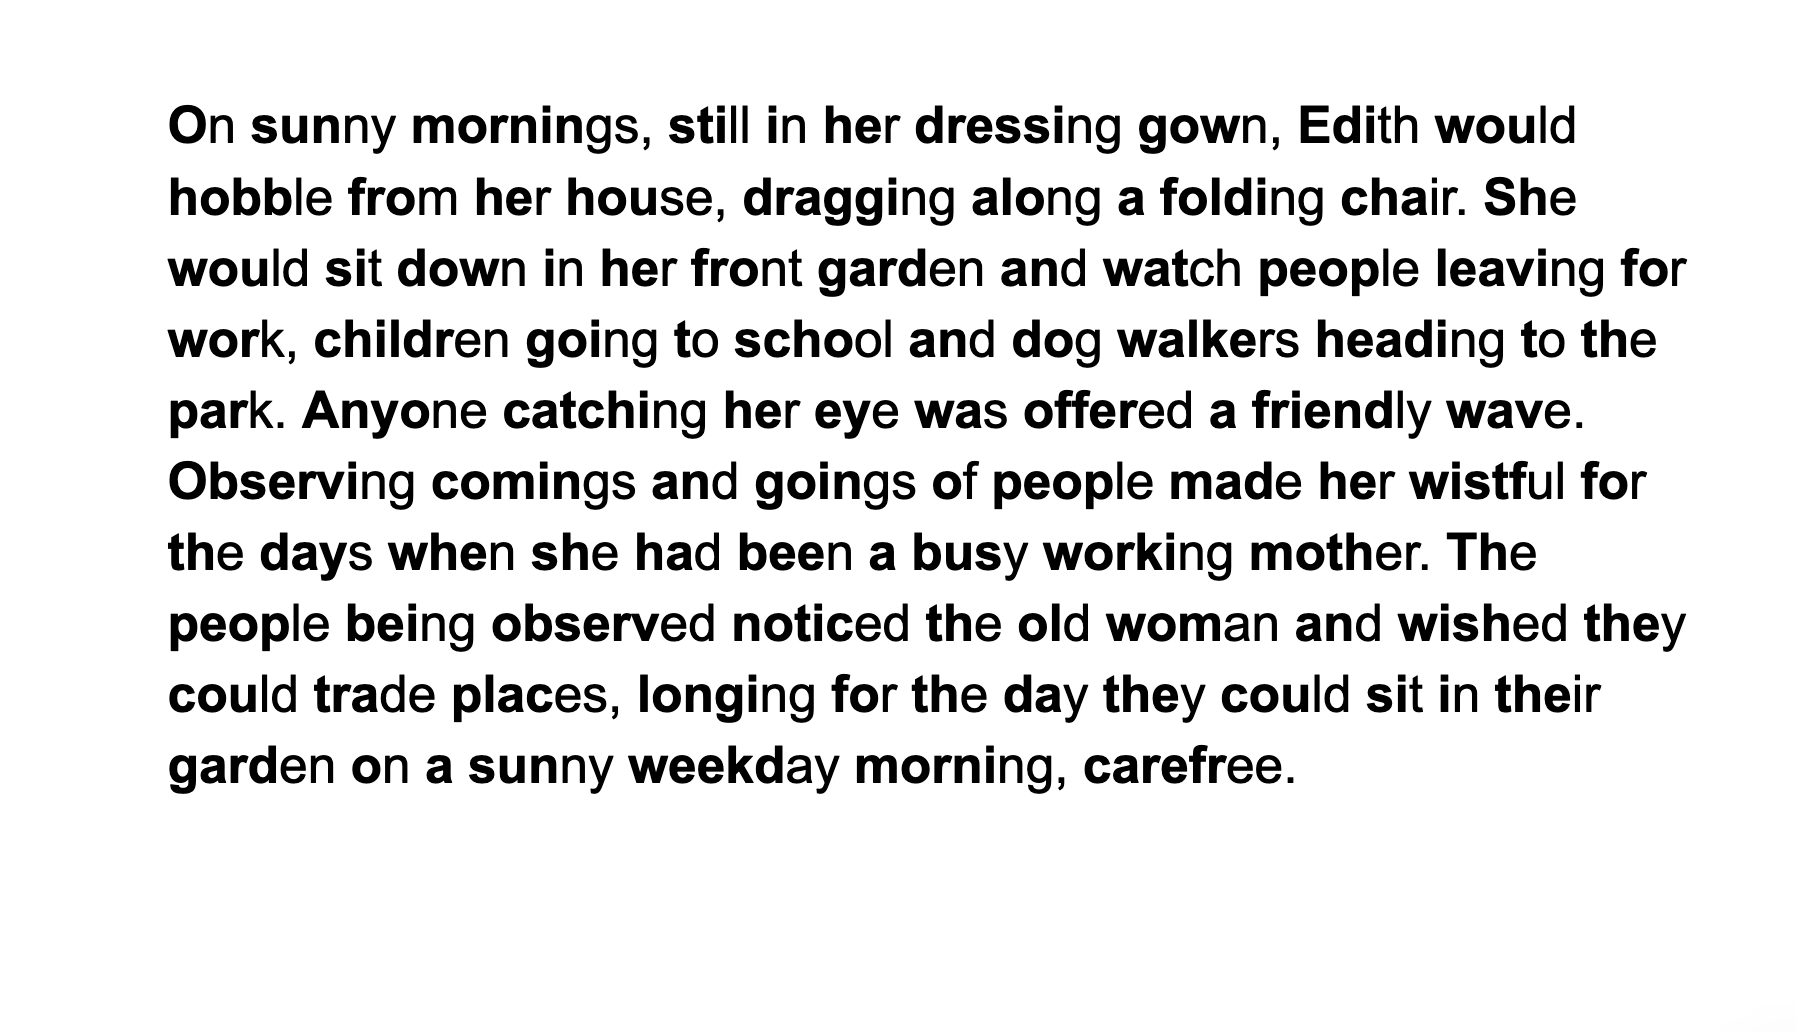 On sunny mornings, still in her dressing gown, Edith would
hobble from her house, dragging along a folding chair. She
would sit down in her front garden and watch people leaving for
work, children going to school and dog walkers heading to the
park. Anyone catching her eye was offered a friendly wave.
Observing comings and goings of people made her wistful for
the days when she had been a busy working mother. The
people being observed noticed the old woman and wished they
could trade places, longing for the day they could sit in their
garden on a sunny weekday morning, carefree.